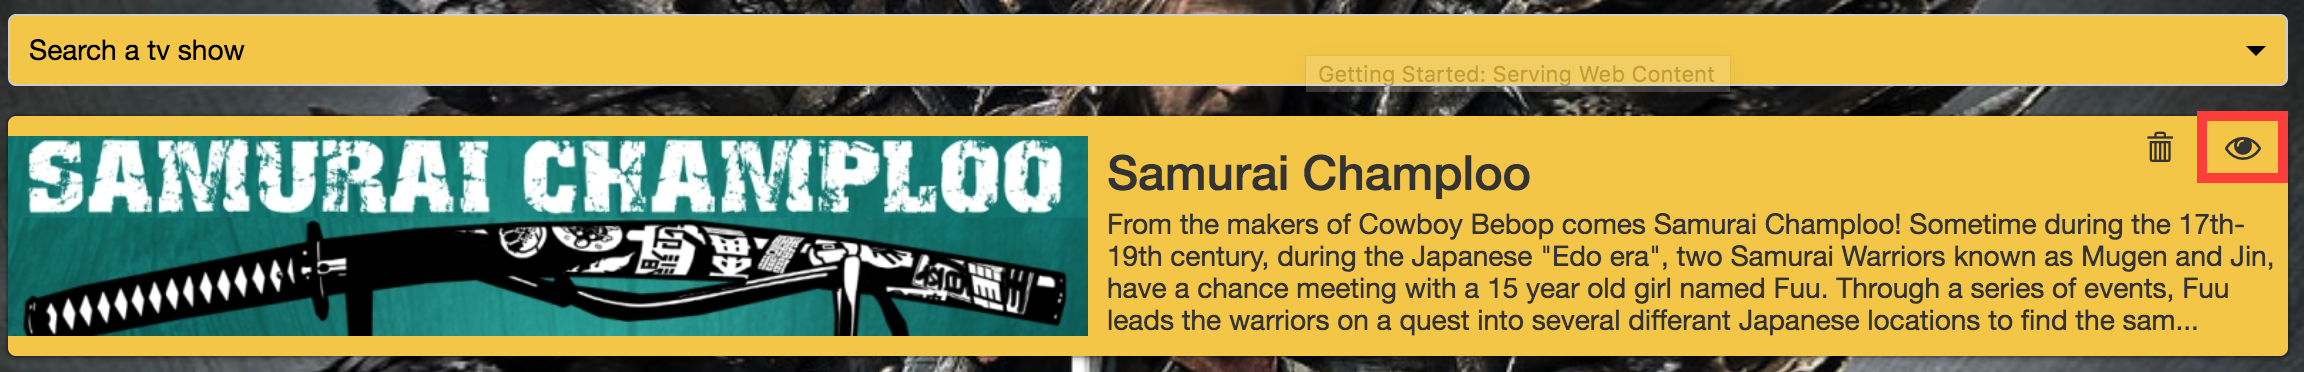 Search a tv show
Getting Started: Serving Web Content
SAMURAI CHAMPLOO
Samurai Champloo
From the makers of Cowboy Bebop comes Samurai Champloo! Sometime during the 17th-
19th century, during the Japanese "Edo era", two Samurai Warriors known as Mugen and Jin,
have a chance meeting with a 15 year old girl named Fuu. Through a series of events, Fuu
leads the warriors on a quest into several differant Japanese locations to find the sam...